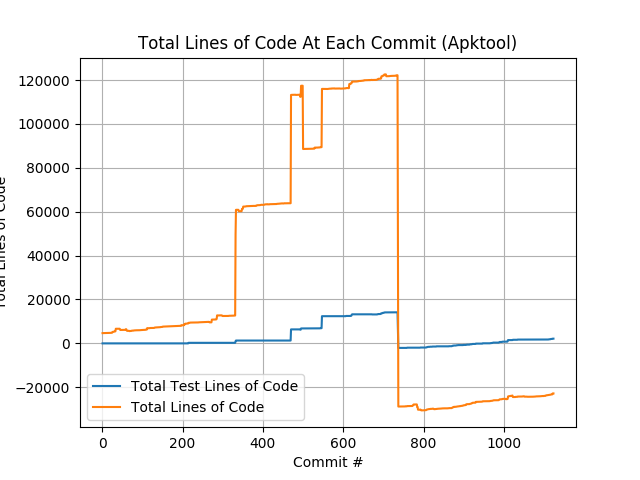 Total Lines of Code At Each Commit (Apktool)
120000
100000
80000
60000
40000
20000
0
−20000
Total Lines of Code
Total Test Lines of Code
Total Lines of Code
0
200
400
600
800
1000
Commit #